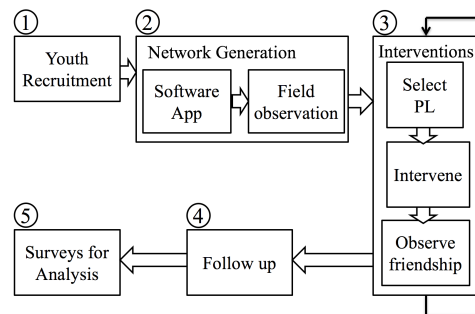 1
Youth
Recruitment
2
Network Generation
Software
App
Field
observation
3
Interventions
Select
PL
Intervene
Observe
friendship
4
Follow up
5
Surveys for
Analysis